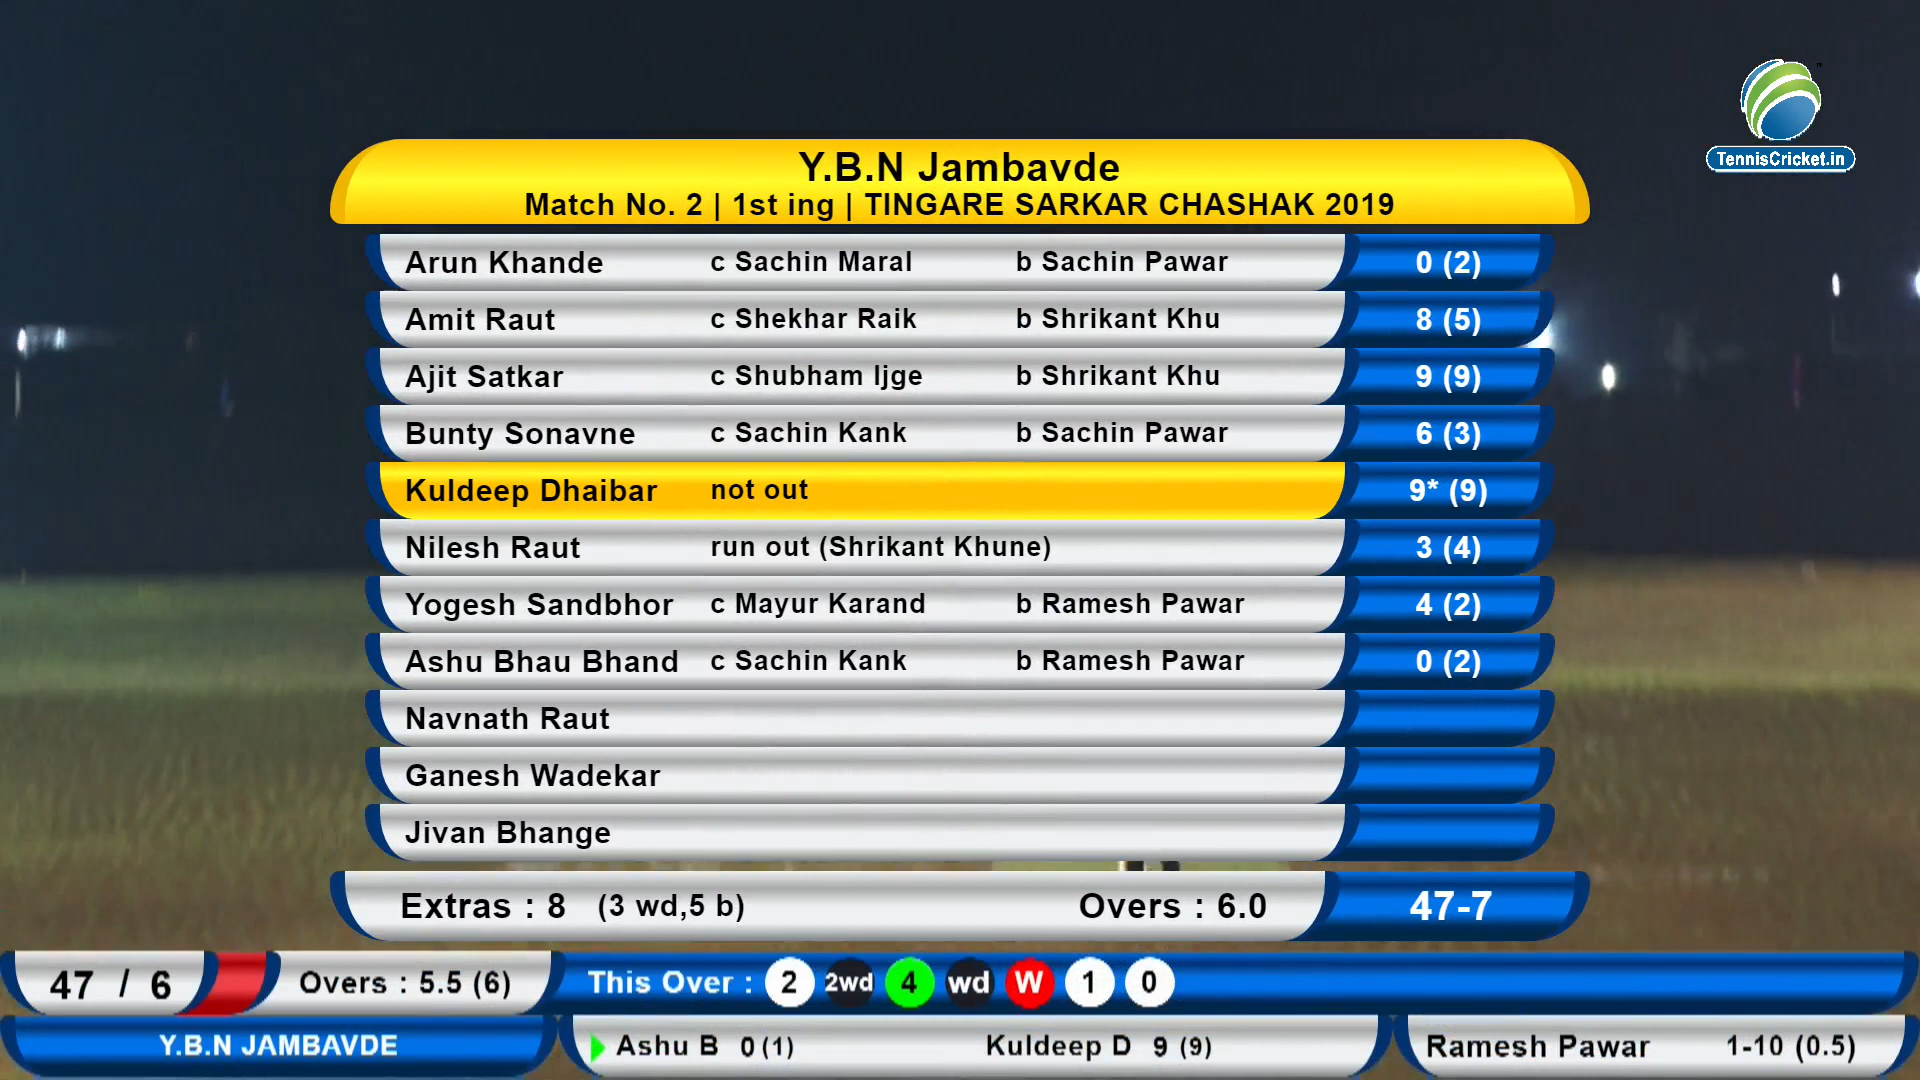 TennisCricket.in
Y.B.N Jambavde
Match No. 2 | 1st ing | TINGARE SARKAR CHASHAK 2019
Arun Khande c Sachin Maral b Sachin Pawar 0 (2)
Amit Raut c Shekhar Raik b Shrikant Khu 8 (5)
Ajit Satkar c Shubham Ijge b Shrikant Khu 9 (9)
Bunty Sonavne c Sachin Kank b Sachin Pawar 6 (3)
Kuldeep Dhaibar not out 9* (9)
Nilesh Raut run out (Shrikant Khune) 3 (4)
Yogesh Sandbhor c Mayur Karand b Ramesh Pawar 4 (2)
Ashu Bhau Bhand c Sachin Kank b Ramesh Pawar 0 (2)
Navnath Raut
Ganesh Wadekar
Jivan Bhange
Extras : 8 (3 wd,5 b) Overs : 6.0 47-7
47 / 6 Overs : 5.5 (6) This Over : 2 2wd 4 wd W 1 0
Y.B.N JAMBAVDE Ashu B 0 (1) Kuldeep D 9 (9) Ramesh Pawar 1-10 (0.5)